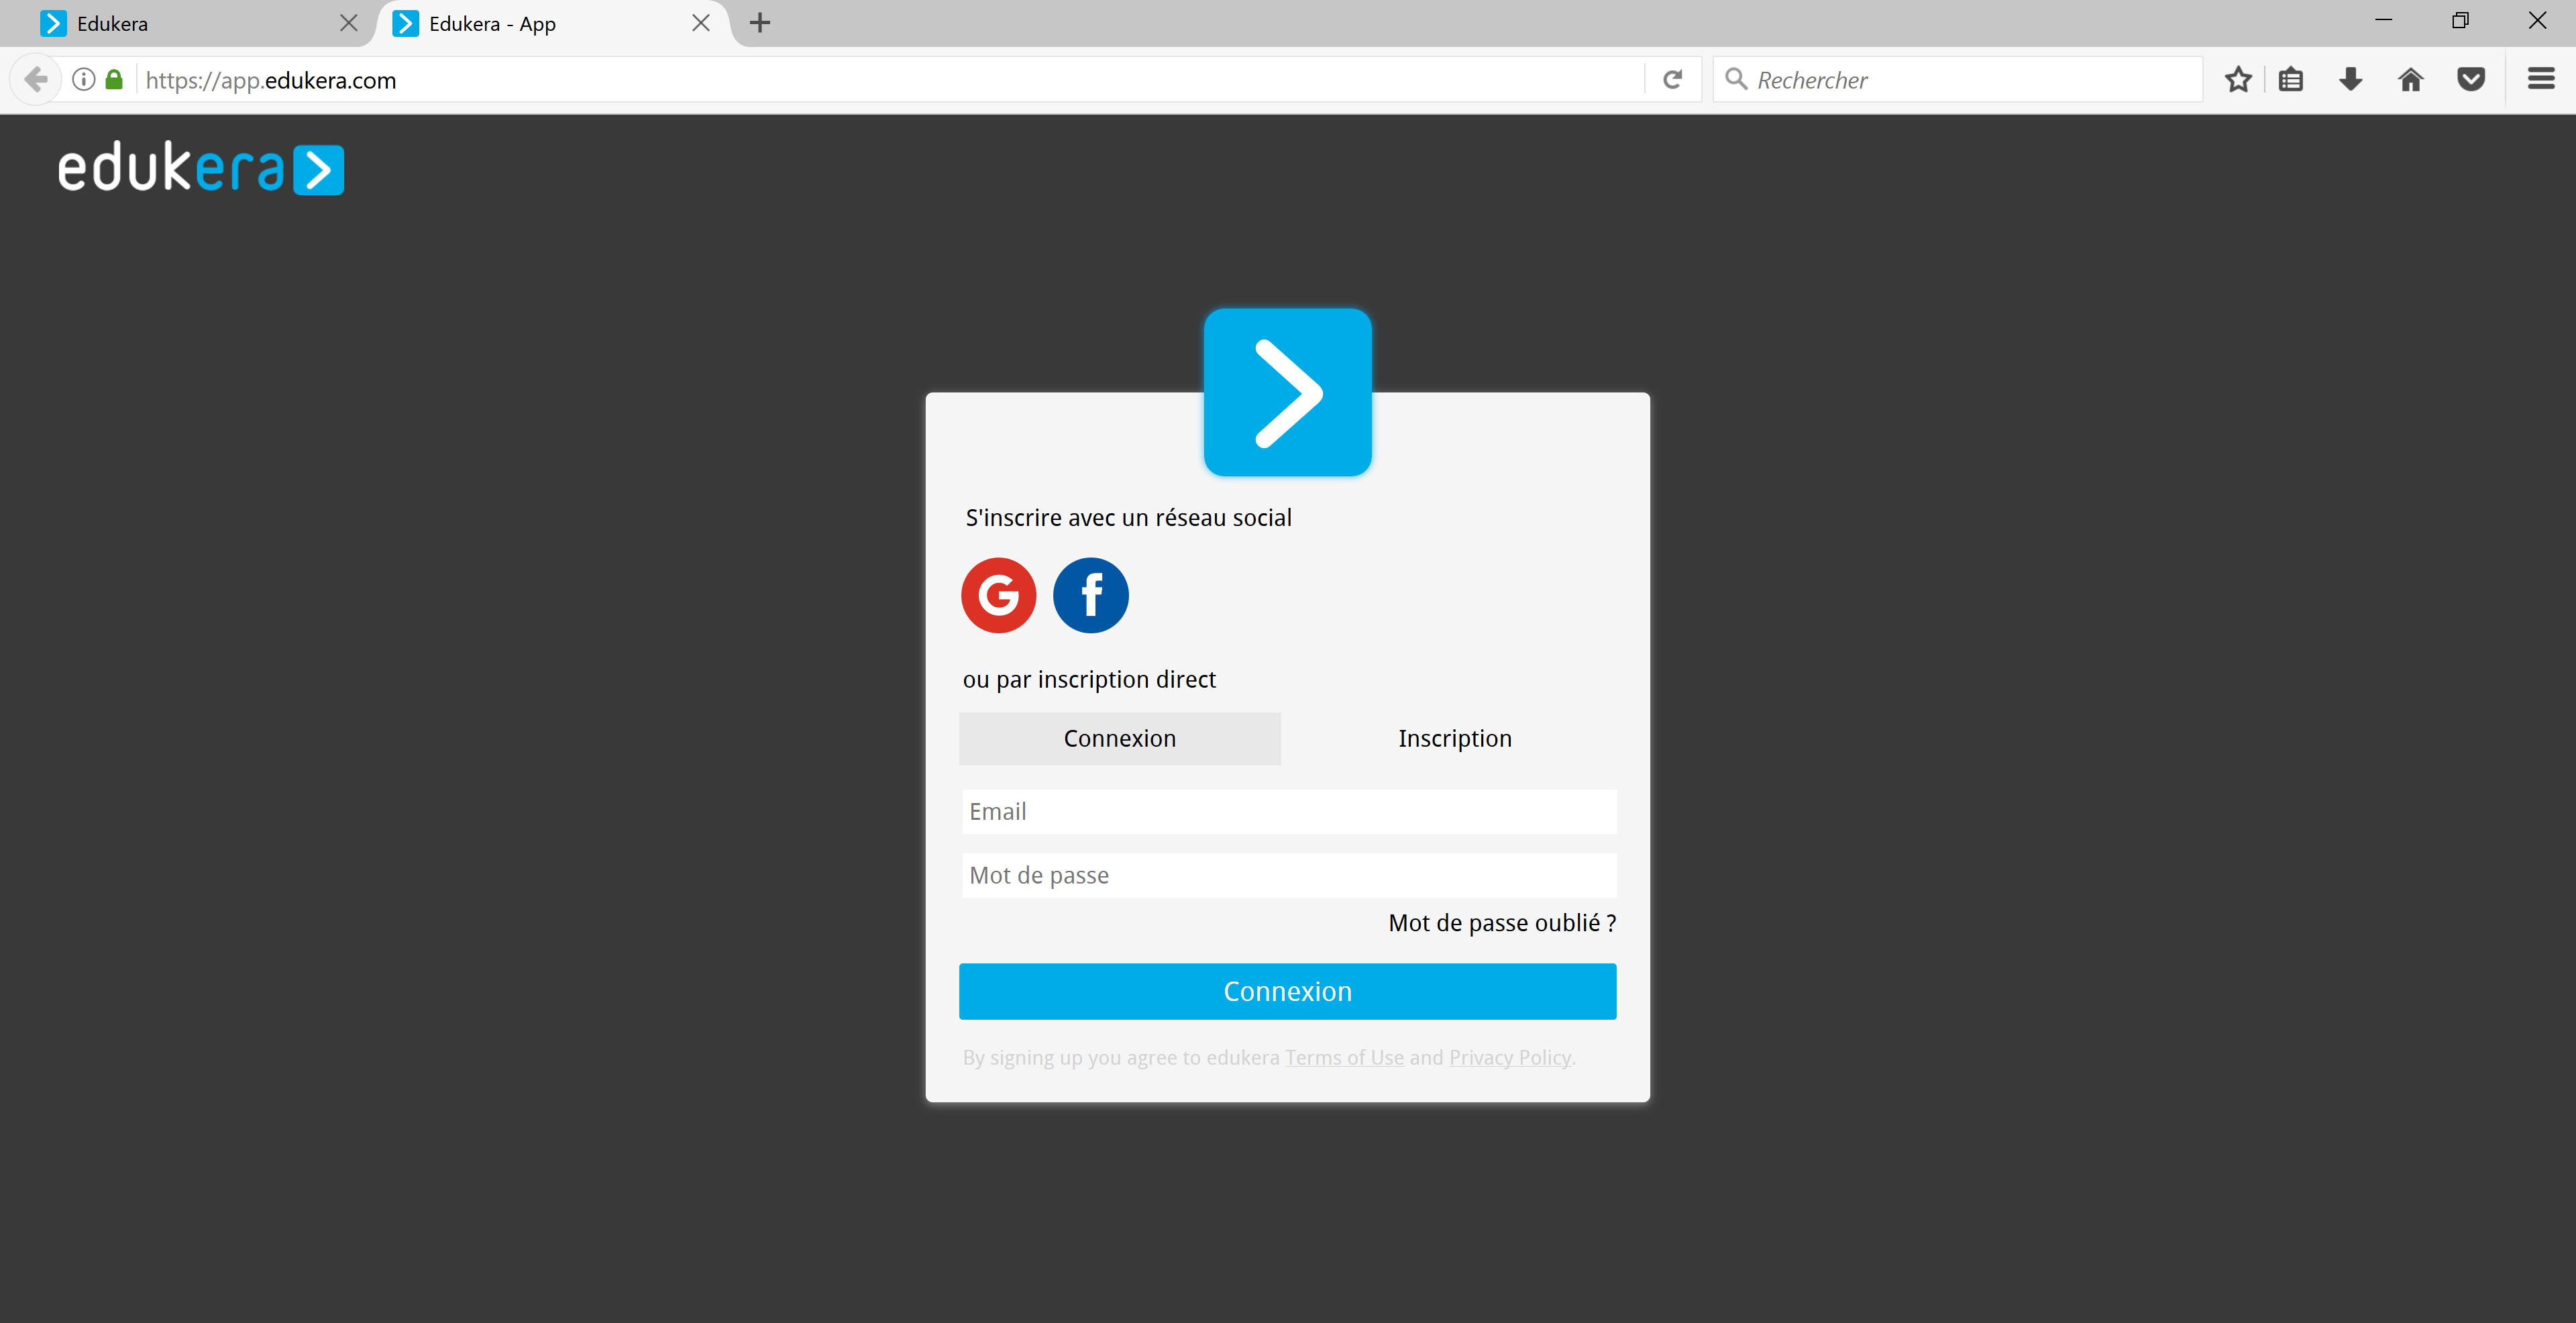 Edukera
Edukera - App
https://app.edukera.com
Rechercher
edukera
S'inscrire avec un réseau social
G f
ou par inscription direct
Connexion
Inscription
Email
Mot de passe
Mot de passe oublié ?
Connexion
By signing up you agree to edukera Terms of Use and Privacy Policy.